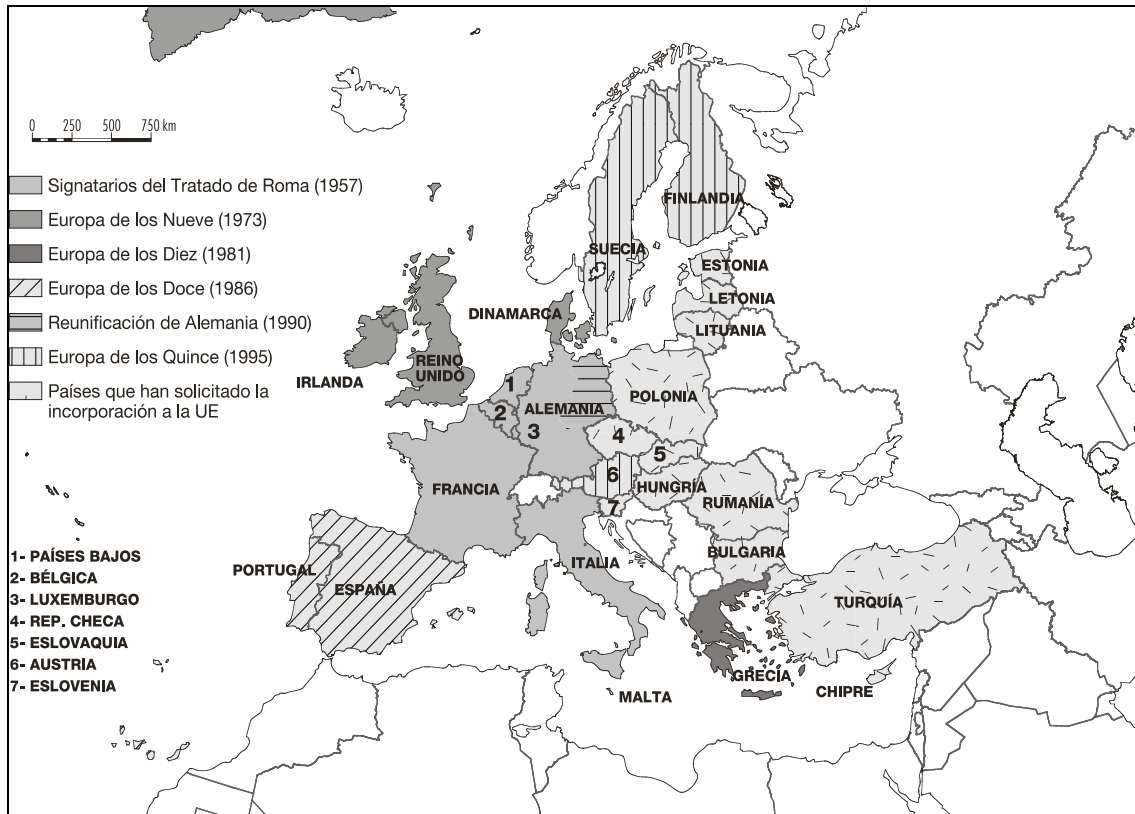 0 250 500 750 km
Signatarios del Tratado de Roma (1957)
Europa de los Nueve (1973)
Europa de los Diez (1981)
Europa de los Doce (1986)
Reunificación de Alemania (1990)
Europa de los Quince (1995)
Países que han solicitado la
incorporación a la UE
1- PAÍSES BAJOS
2- BÉLGICA
3- LUXEMBURGO
4- REP. CHECA
5- ESLOVAQUIA
6- AUSTRIA
7- ESLOVENIA
FINLANDIA
SUECIA
ESTONIA
LETONIA
LITUANIA
DINAMARCA
REINO
UNIDO
IRLANDA
1
2
3
ALEMANIA
POLONIA
4
5
6
7
HUNGRÍA
RUMANÍA
FRANCIA
BULGARIA
ITALIA
PORTUGAL
ESPAÑA
TURQUÍA
GRECIA
MALTA
CHIPRE